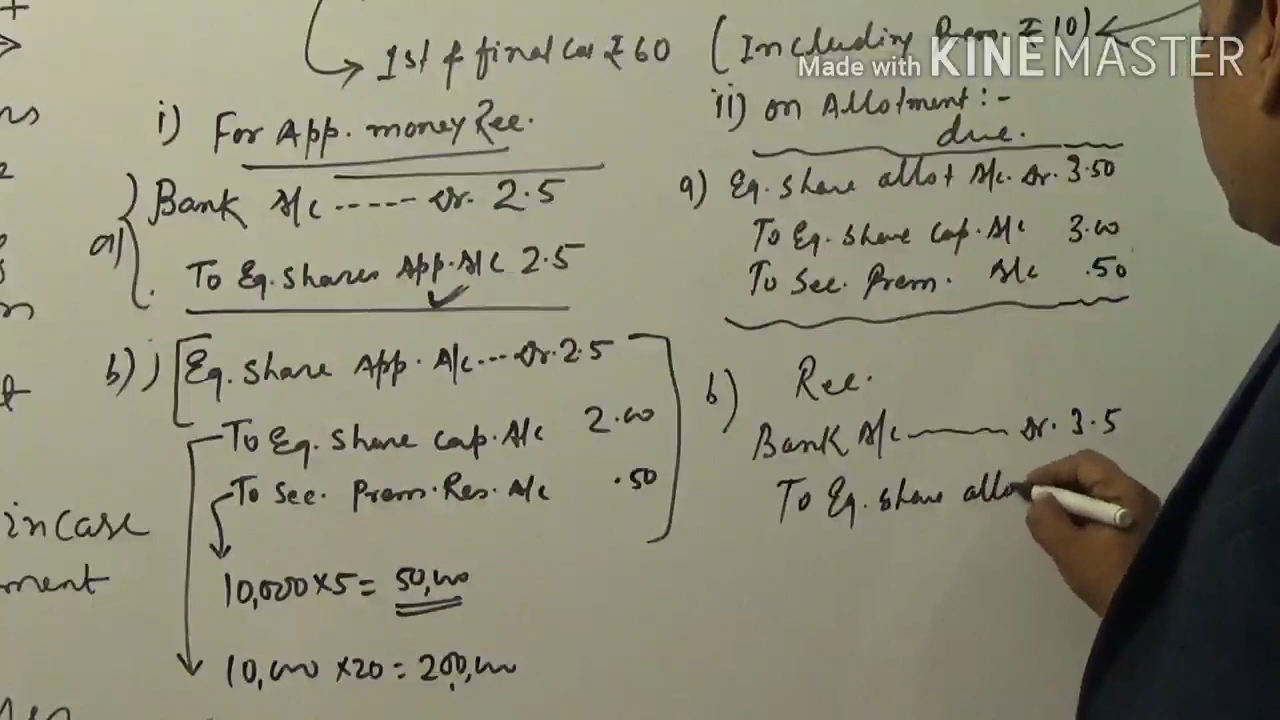 1st & final Cal ₹ 60 (Including Prem. ₹ 10)
Made with KINEMASTER
i) For App. money Rec.
a) Bank A/c ----- Dr. 2.5
To Eq. Shares App. A/C 2.5
b) Eq. Share App. A/c --- Dr. 2.5
To Eq. Share Cap. A/c 2.00
To Sec. Prem. Res. A/c .50
10,000 x 5 = 50,000
10,000 x 20 = 200,000
ii) on Allotment :-
due.
a) Eq. Share allot A/c. Dr. 3.50
To Eq. Share Cap. A/c 3.00
To Sec. Prem. A/c .50
b) Rec.
Bank A/c ——— Dr. 3.5
To Eq. Share allo
in Case
ment